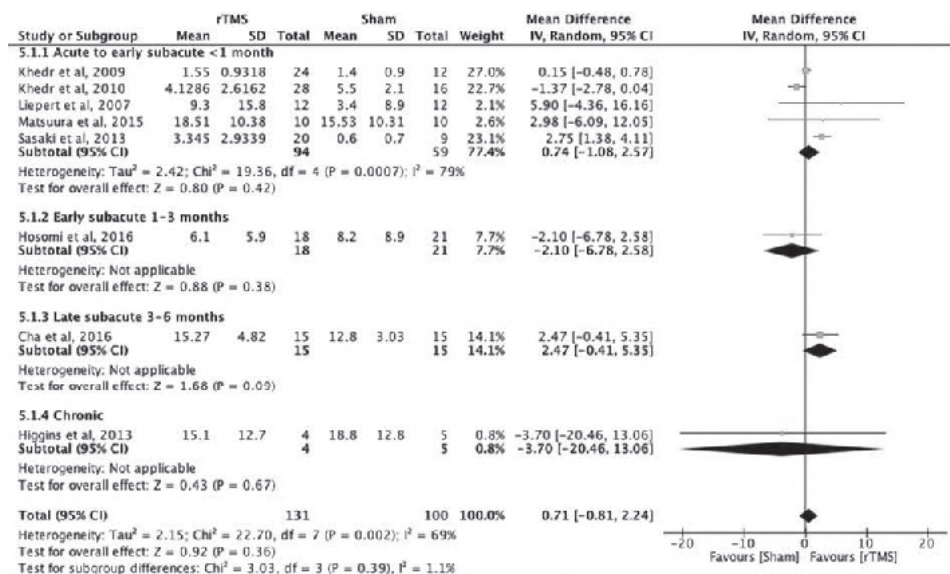 rTMS Sham Mean Difference Mean Difference
Study or Subgroup Mean SD Total Mean SD Total Weight IV, Random, 95% CI IV, Random, 95% CI
5.1.1 Acute to early subacute <1 month
Khedr et al, 2009 1.55 0.9318 24 1.4 0.9 12 27.0% 0.15 [-0.48, 0.78]
Khedr et al, 2010 4.1286 2.6162 28 5.5 2.1 16 22.7% -1.37 [-2.78, 0.04]
Liepert et al, 2007 9.3 15.8 12 3.4 8.9 12 2.1% 5.90 [-4.36, 16.16]
Matsuura et al, 2015 18.51 10.38 10 15.53 10.31 10 2.6% 2.98 [-6.09, 12.05]
Sasaki et al, 2013 3.345 2.9339 20 0.6 0.7 9 23.1% 2.75 [1.38, 4.11]
Subtotal (95% CI) 94 59 77.4% 0.74 [-1.08, 2.57]
Heterogeneity: Tau² = 2.42; Chi² = 19.36, df = 4 (P = 0.0007); I² = 79%
Test for overall effect: Z = 0.80 (P = 0.42)
5.1.2 Early subacute 1-3 months
Hosomi et al, 2016 6.1 5.9 18 8.2 8.9 21 7.7% -2.10 [-6.78, 2.58]
Subtotal (95% CI) 18 21 7.7% -2.10 [-6.78, 2.58]
Heterogeneity: Not applicable
Test for overall effect: Z = 0.88 (P = 0.38)
5.1.3 Late subacute 3-6 months
Cha et al, 2016 15.27 4.82 15 12.8 3.03 15 14.1% 2.47 [-0.41, 5.35]
Subtotal (95% CI) 15 15 14.1% 2.47 [-0.41, 5.35]
Heterogeneity: Not applicable
Test for overall effect: Z = 1.68 (P = 0.09)
5.1.4 Chronic
Higgins et al, 2013 15.1 12.7 4 18.8 12.8 5 0.8% -3.70 [-20.46, 13.06]
Subtotal (95% CI) 4 5 0.8% -3.70 [-20.46, 13.06]
Heterogeneity: Not applicable
Test for overall effect: Z = 0.43 (P = 0.67)
Total (95% CI) 131 100 100.0% 0.71 [-0.81, 2.24]
Heterogeneity: Tau² = 2.15; Chi² = 22.70, df = 7 (P = 0.002); I² = 69%
Test for overall effect: Z = 0.92 (P = 0.36)
Test for subgroup differences: Chi² = 3.03, df = 3 (P = 0.39), I² = 1.1%
-20 -10 0 10 20
Favours [Sham] Favours [rTMS]